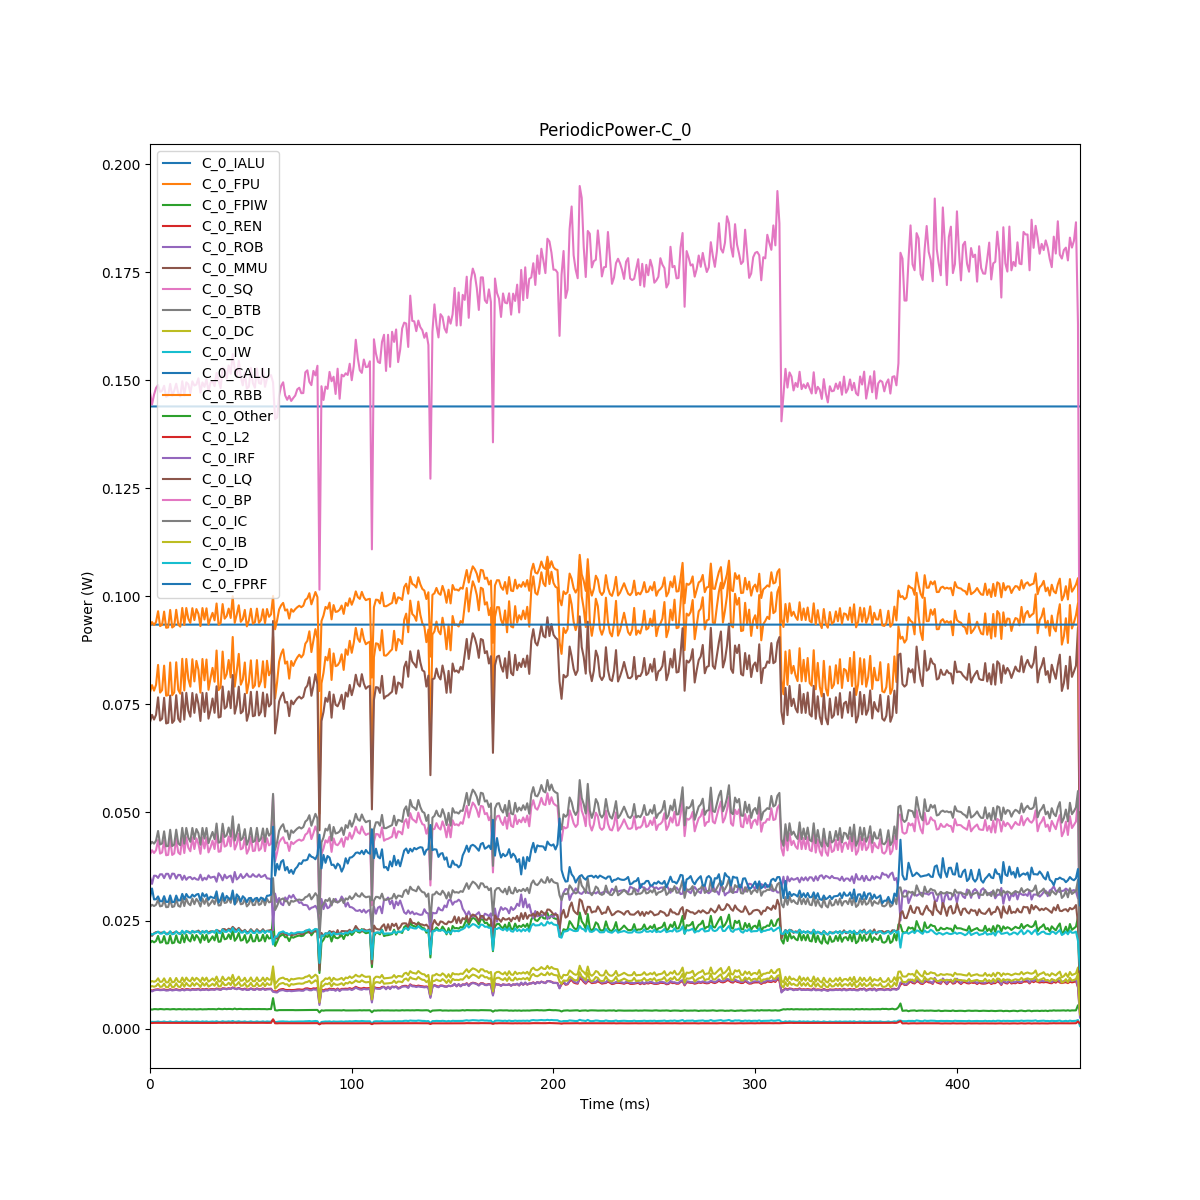 PeriodicPower-C_0
0.200
0.175
0.150
0.125
0.100
0.075
0.050
0.025
0.000
Power (W)
C_0_IALU
C_0_FPU
C_0_FPIW
C_0_REN
C_0_ROB
C_0_MMU
C_0_SQ
C_0_BTB
C_0_DC
C_0_IW
C_0_CALU
C_0_RBB
C_0_Other
C_0_L2
C_0_IRF
C_0_LQ
C_0_BP
C_0_IC
C_0_IB
C_0_ID
C_0_FPRF
0 100 200 300 400
Time (ms)